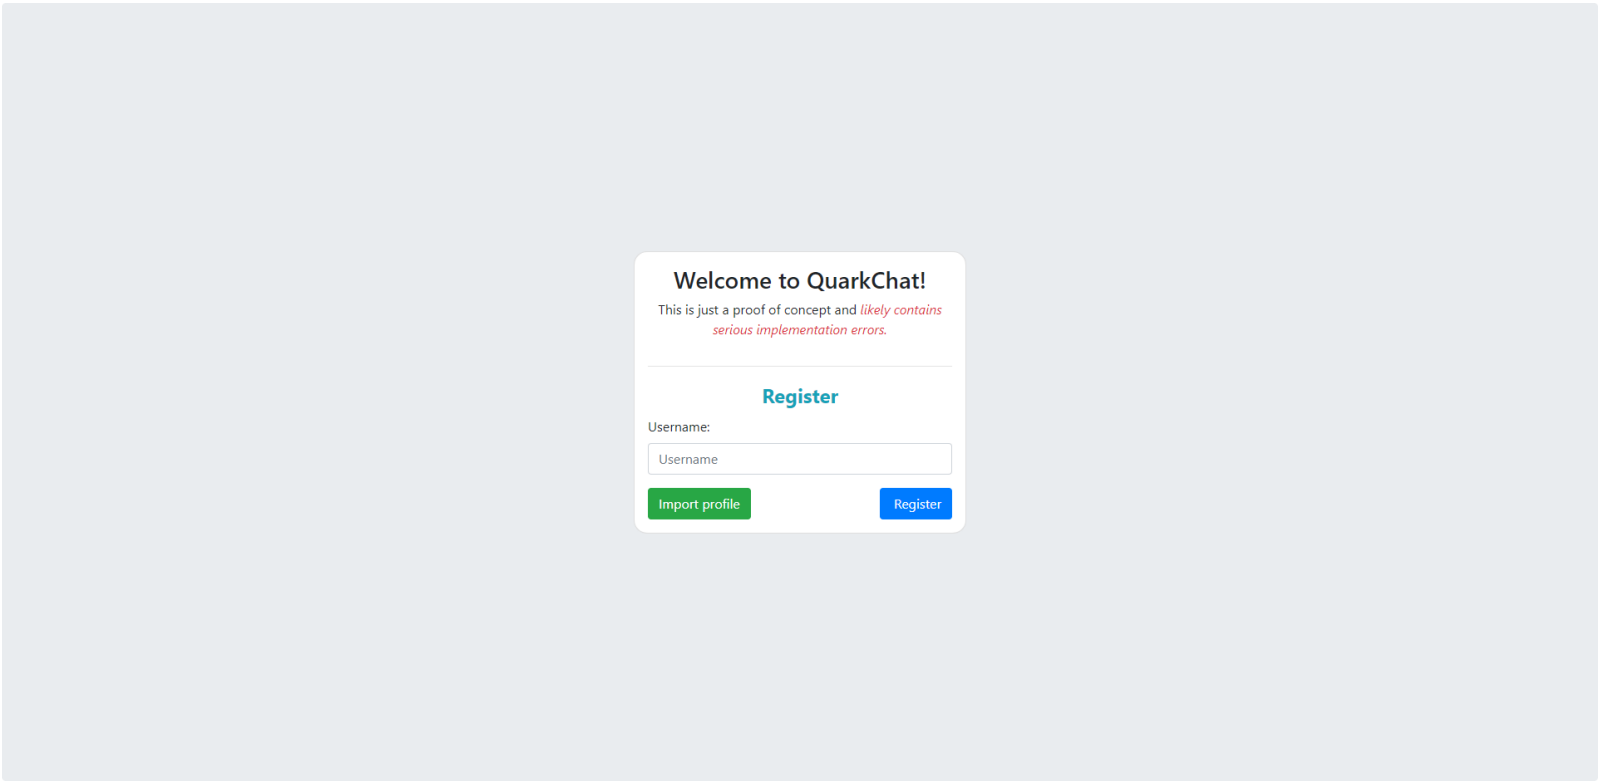 Welcome to QuarkChat!
This is just a proof of concept and likely contains
serious implementation errors.
Register
Username:
Username
Import profile
Register